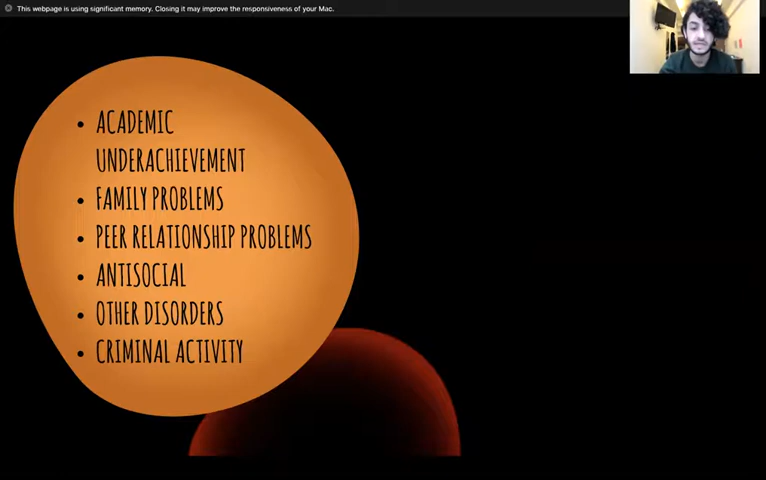 This webpage is using significant memory. Closing it may improve the responsiveness of your Mac.
• ACADEMIC
UNDERACHIEVEMENT
• FAMILY PROBLEMS
• PEER RELATIONSHIP PROBLEMS
• ANTISOCIAL
• OTHER DISORDERS
• CRIMINAL ACTIVITY